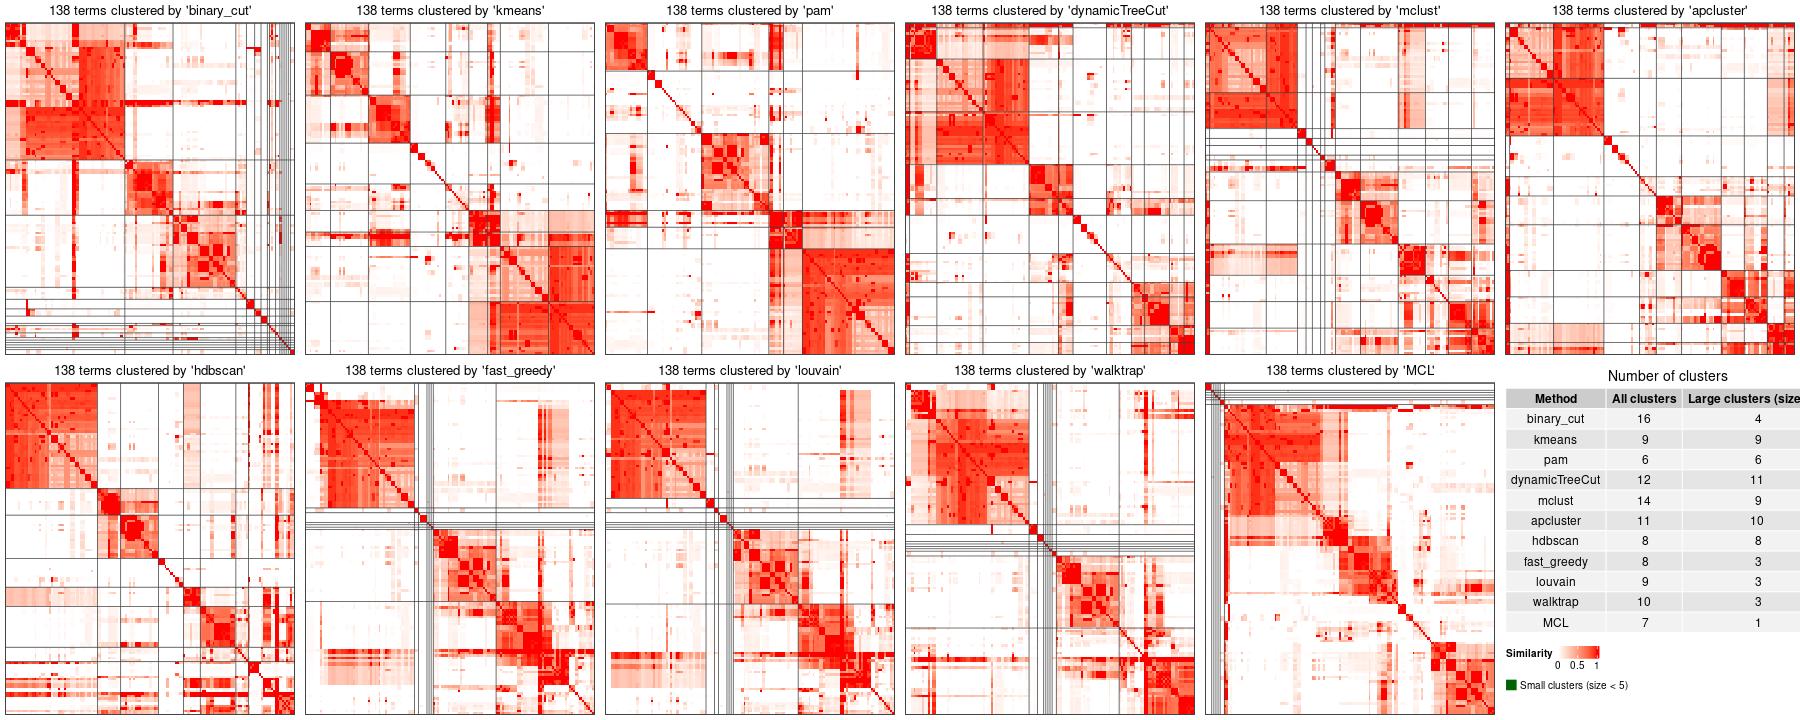 138 terms clustered by 'binary_cut'
138 terms clustered by 'kmeans'
138 terms clustered by 'pam'
138 terms clustered by 'dynamicTreeCut'
138 terms clustered by 'mclust'
138 terms clustered by 'apcluster'
138 terms clustered by 'hdbscan'
138 terms clustered by 'fast_greedy'
138 terms clustered by 'louvain'
138 terms clustered by 'walktrap'
138 terms clustered by 'MCL'
Number of clusters
Method All clusters Large clusters (size
binary_cut 16 4
kmeans 9 9
pam 6 6
dynamicTreeCut 12 11
mclust 14 9
apcluster 11 10
hdbscan 8 8
fast_greedy 8 3
louvain 9 3
walktrap 10 3
MCL 7 1
Similarity
0 0.5 1
Small clusters (size < 5)